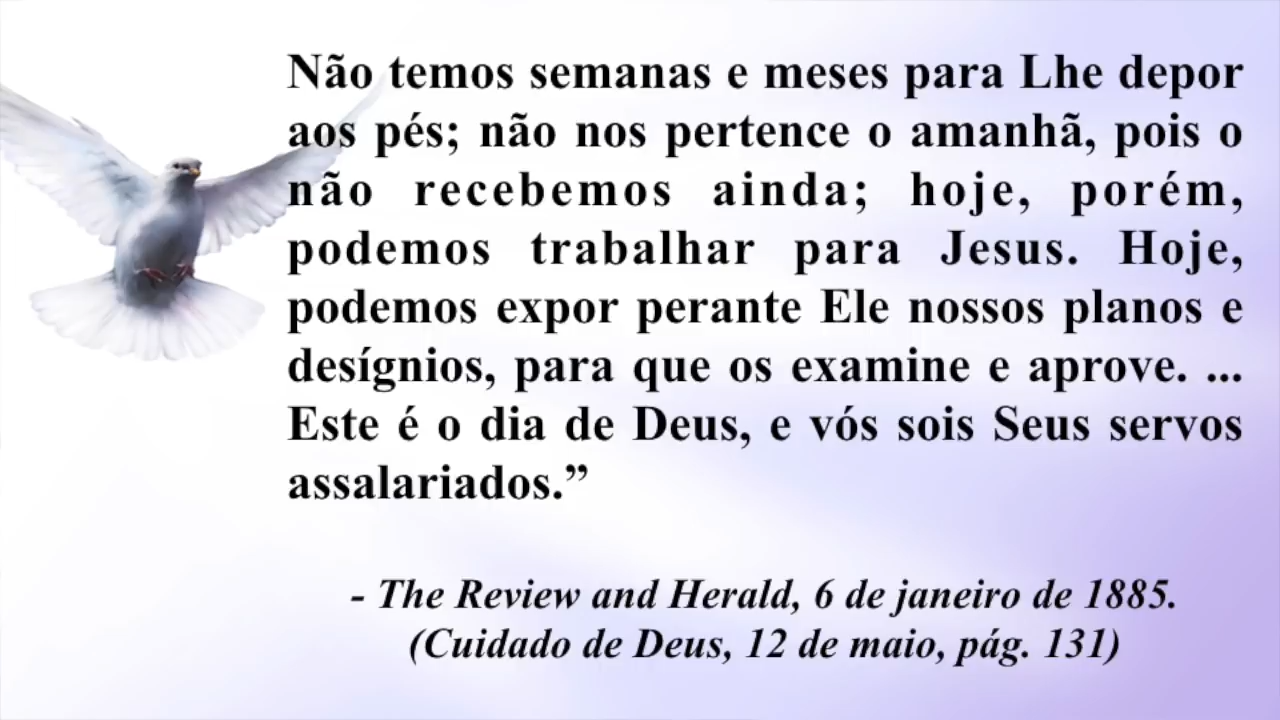 Não temos semanas e meses para Lhe depor
aos pés; não nos pertence o amanhã, pois o
não recebemos ainda; hoje, porém,
podemos trabalhar para Jesus. Hoje,
podemos expor perante Ele nossos planos e
desígnios, para que os examine e aprove. ...
Este é o dia de Deus, e vós sois Seus servos
assalariados.”
- The Review and Herald, 6 de janeiro de 1885.
(Cuidado de Deus, 12 de maio, pág. 131)